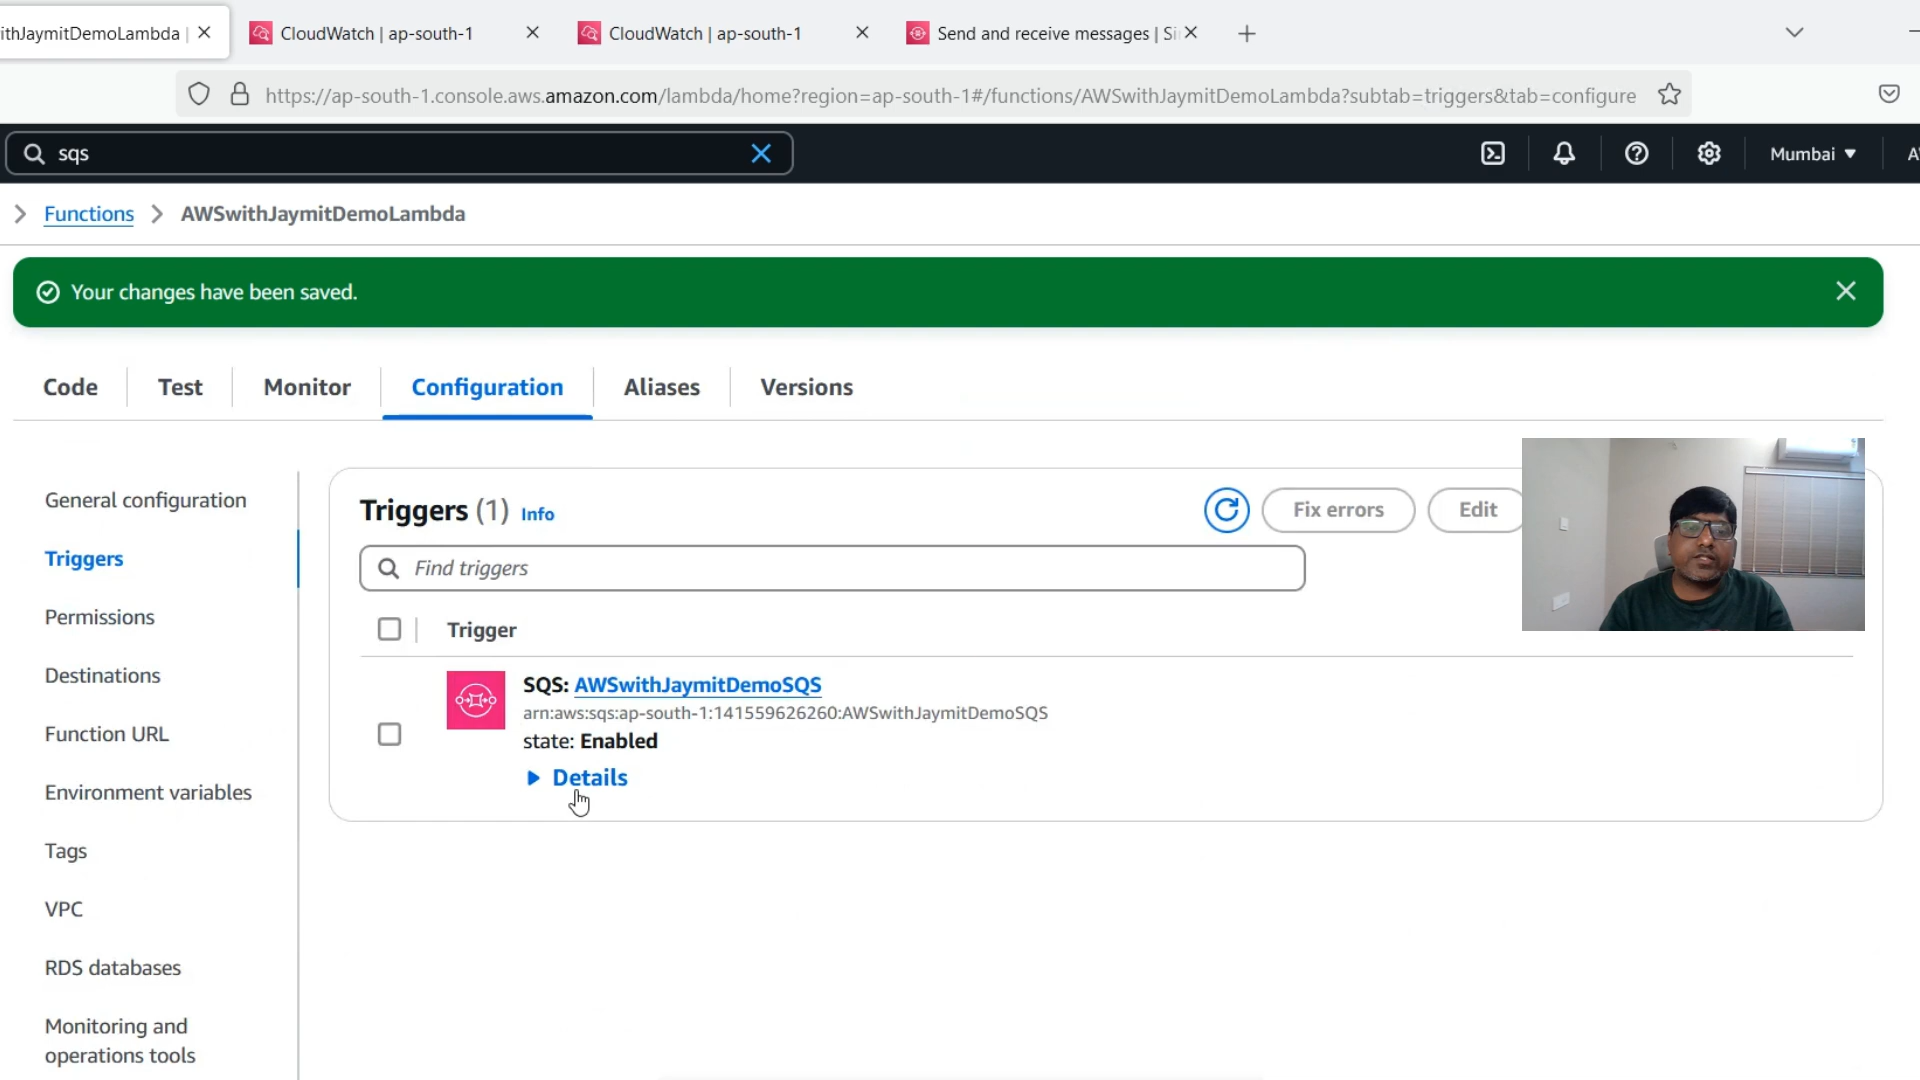 ithJaymitDemoLambda |
CloudWatch | ap-south-1
CloudWatch | ap-south-1
Send and receive messages | Si
https://ap-south-1.console.aws.amazon.com/lambda/home?region=ap-south-1#/functions/AWSwithJaymitDemoLambda?subtab=triggers&tab=configure
sqs
Mumbai
Functions
AWSwithJaymitDemoLambda
Your changes have been saved.
Code
Test
Monitor
Configuration
Aliases
Versions
General configuration
Triggers
Permissions
Destinations
Function URL
Environment variables
Tags
VPC
RDS databases
Monitoring and
operations tools
Triggers (1) Info
Fix errors
Edit
Find triggers
Trigger
SQS: AWSwithJaymitDemoSQS
arn:aws:sqs:ap-south-1:141559626260:AWSwithJaymitDemoSQS
state: Enabled
Details